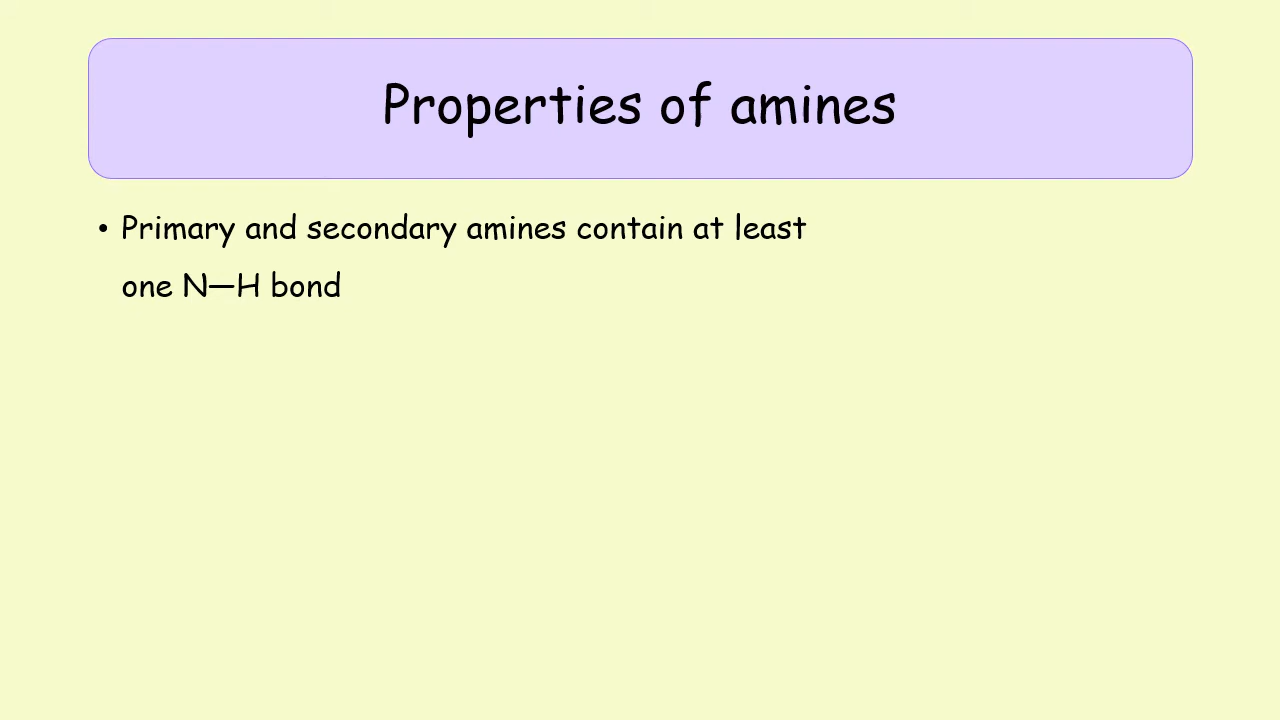 Properties of amines
• Primary and secondary amines contain at least
one N—H bond